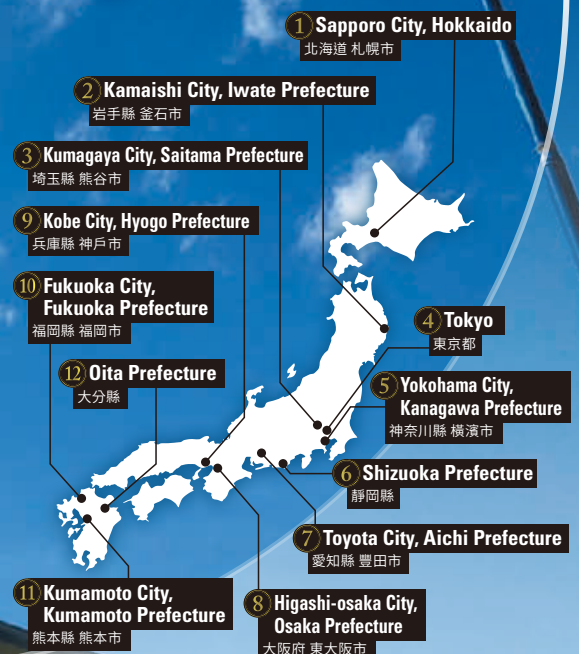 1 Sapporo City, Hokkaido
北海道 札幌市
2 Kamaishi City, Iwate Prefecture
岩手縣 釜石市
3 Kumagaya City, Saitama Prefecture
埼玉縣 熊谷市
9 Kobe City, Hyogo Prefecture
兵庫縣 神戶市
10 Fukuoka City,
Fukuoka Prefecture
福岡縣 福岡市
4 Tokyo
東京都
12 Oita Prefecture
大分縣
5 Yokohama City,
Kanagawa Prefecture
神奈川縣 橫濱市
6 Shizuoka Prefecture
靜岡縣
7 Toyota City, Aichi Prefecture
愛知縣 豐田市
11 Kumamoto City,
Kumamoto Prefecture
熊本縣 熊本市
8 Higashi-osaka City,
Osaka Prefecture
大阪府 東大阪市